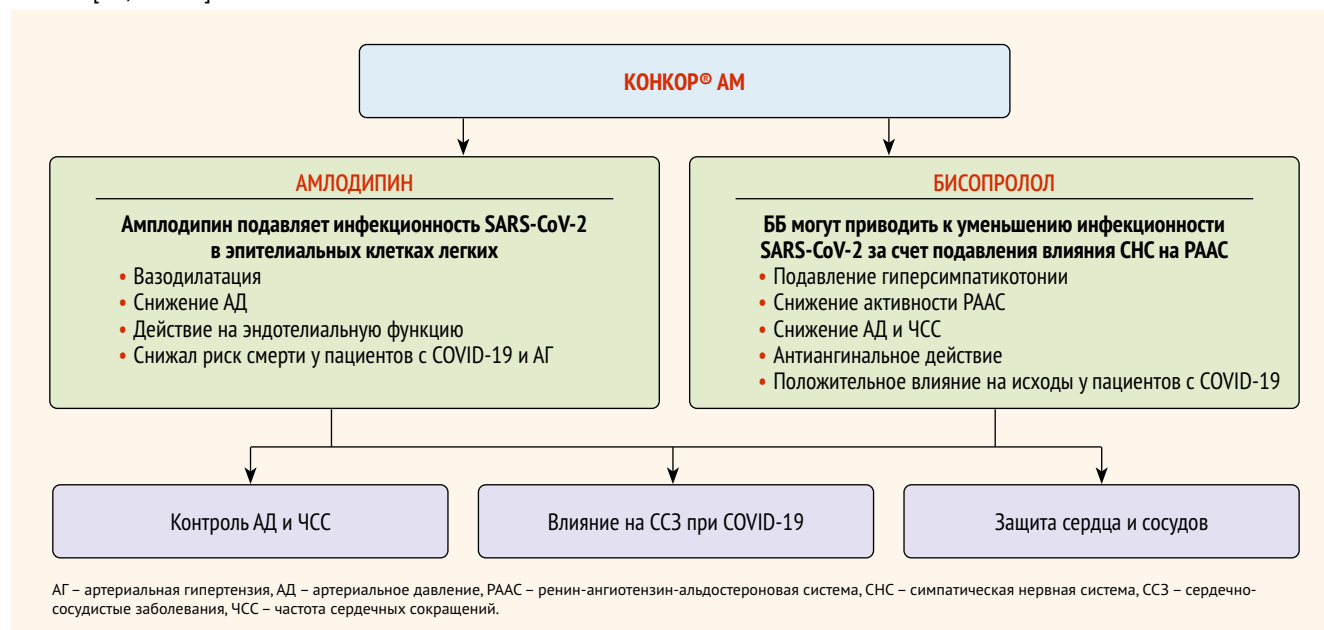 КОНКОР® АМ
АМЛОДИПИН
Амплодипин подавляет инфекционность SARS-CoV-2
в эпителиальных клетках легких
• Вазодилатация
• Снижение АД
• Действие на эндотелиальную функцию
• Снижал риск смерти у пациентов с COVID-19 и АГ
БИСОПРОЛОЛ
ББ могут приводить к уменьшению инфекционности
SARS-CoV-2 за счет подавления влияния СНС на РААС
• Подавление гиперсимпатикотонии
• Снижение активности РААС
• Снижение АД и ЧСС
• Антиангинальное действие
• Положительное влияние на исходы у пациентов с COVID-19
Контроль АД и ЧСС
Влияние на ССЗ при COVID-19
Защита сердца и сосудов
АГ – артериальная гипертензия, АД – артериальное давление, РААС – ренин-ангиотензин-альдостероновая система, СНС – симпатическая нервная система, ССЗ – сердечно-
сосудистые заболевания, ЧСС – частота сердечных сокращений.